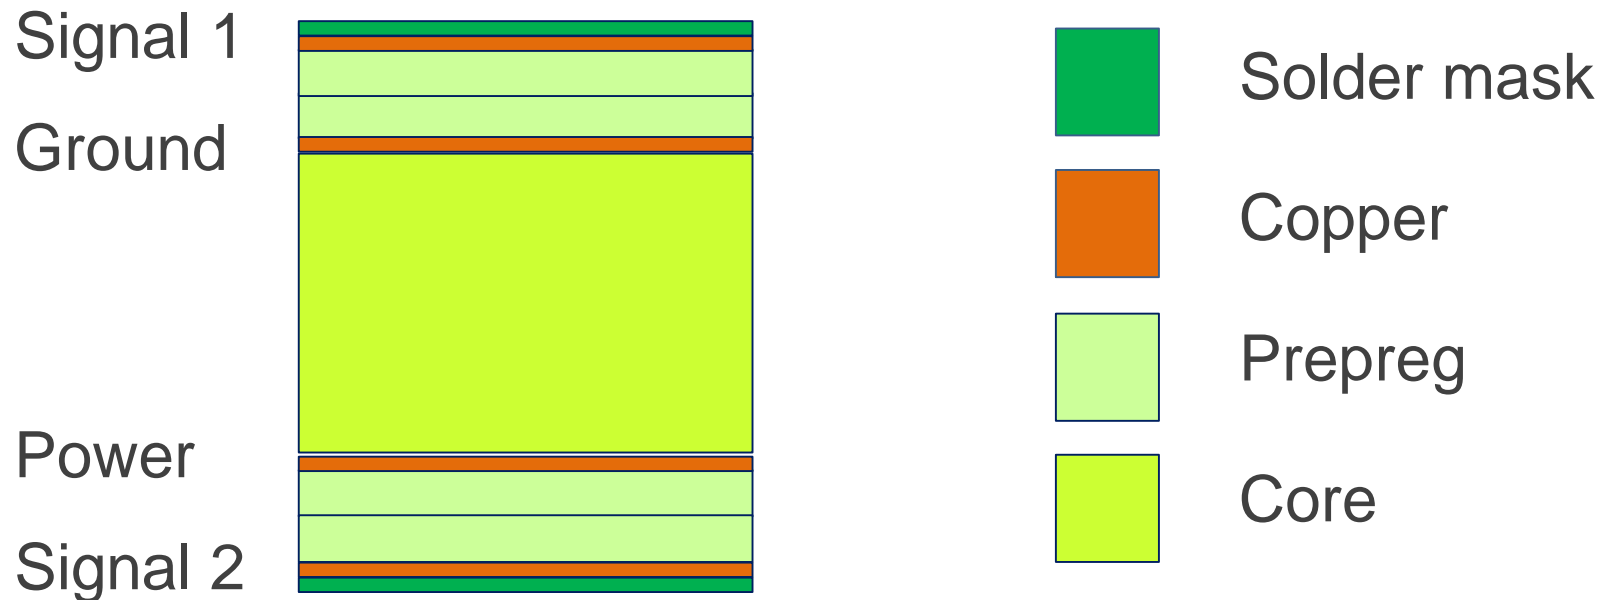 Signal 1
Ground
Power
Signal 2
Solder mask
Copper
Prepreg
Core